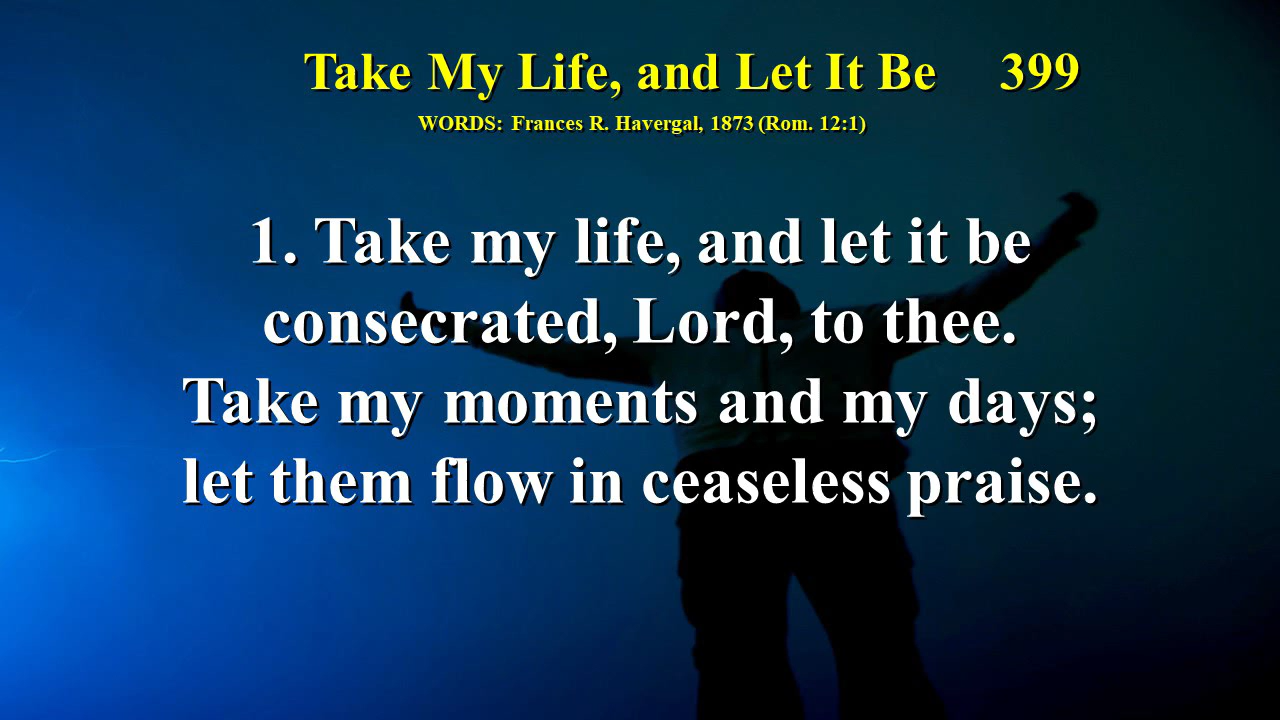 Take My Life, and Let It Be 399
WORDS: Frances R. Havergal, 1873 (Rom. 12:1)
1. Take my life, and let it be
consecrated, Lord, to thee.
Take my moments and my days;
let them flow in ceaseless praise.